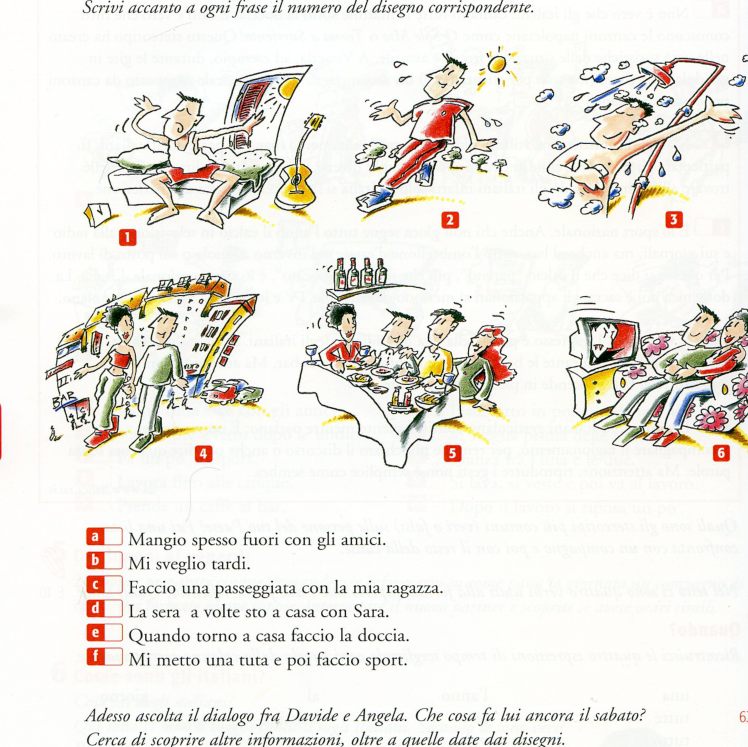 Scrivi accanto a ogni frase il numero del disegno corrispondente.
1
2
3
BAR
4
5
6
a Mangio spesso fuori con gli amici.
b Mi sveglio tardi.
c Faccio una passeggiata con la mia ragazza.
d La sera a volte sto a casa con Sara.
e Quando torno a casa faccio la doccia.
f Mi metto una tuta e poi faccio sport.
Adesso ascolta il dialogo fra Davide e Angela. Che cosa fa lui ancora il sabato?
Cerca di scoprire altre informazioni, oltre a quelle date dai disegni.